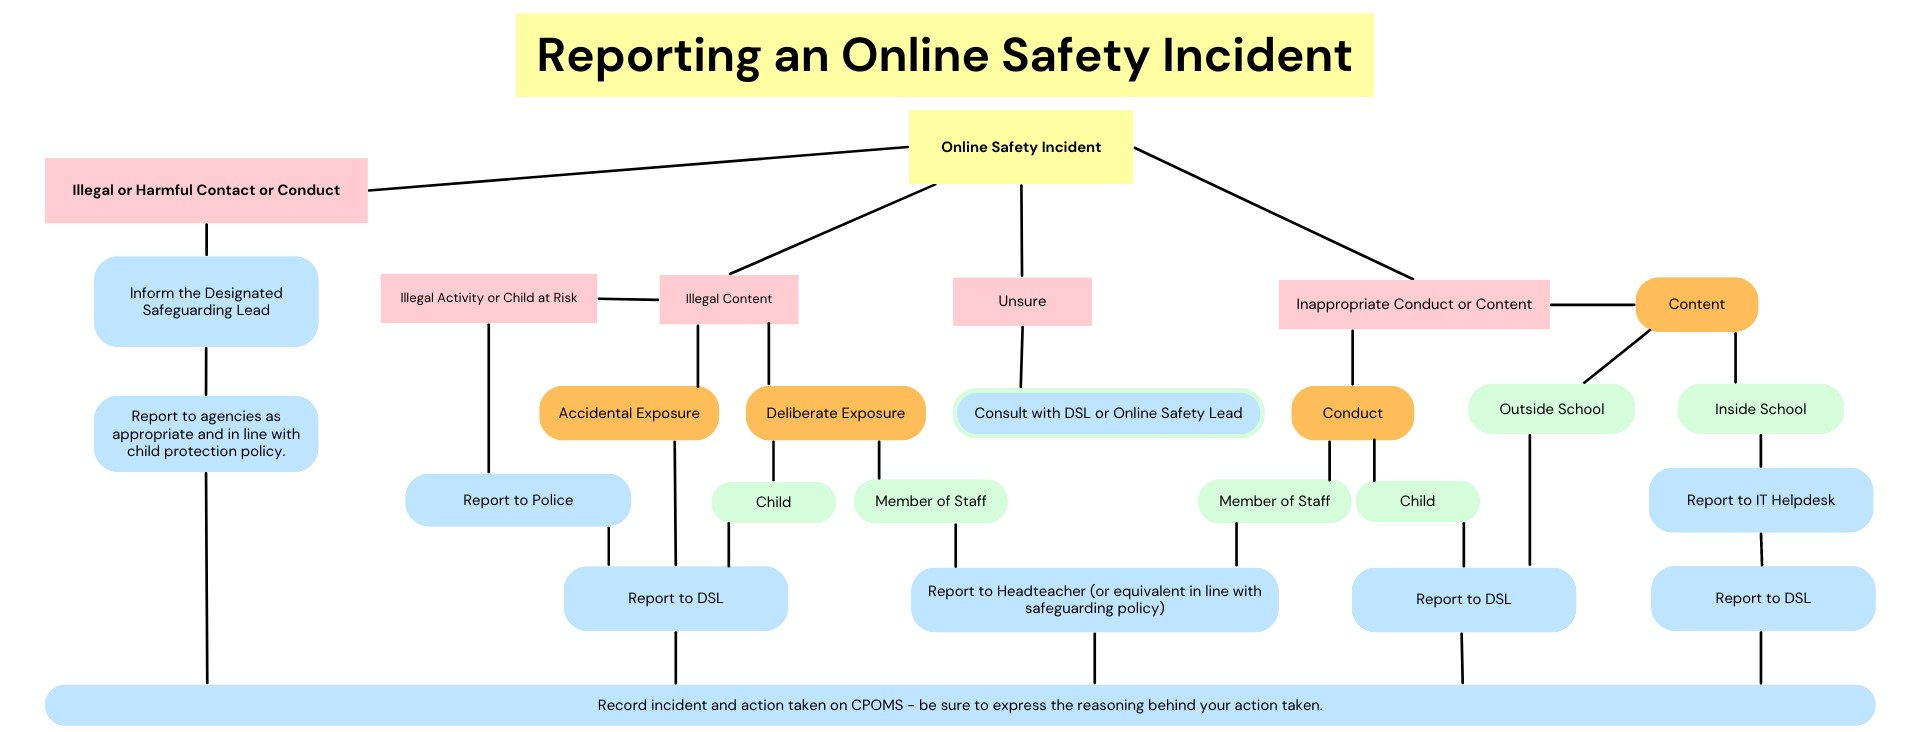 Reporting an Online Safety Incident
Online Safety Incident
Illegal or Harmful Contact or Conduct
Inform the Designated
Safeguarding Lead
Report to agencies as
appropriate and in line with
child protection policy.
Illegal Activity or Child at Risk
Illegal Content
Unsure
Inappropriate Conduct or Content
Content
Accidental Exposure
Deliberate Exposure
Consult with DSL or Online Safety Lead
Conduct
Outside School
Inside School
Report to Police
Child
Member of Staff
Member of Staff
Child
Report to IT Helpdesk
Report to DSL
Report to Headteacher (or equivalent in line with
safeguarding policy)
Report to DSL
Report to DSL
Record incident and action taken on CPOMS - be sure to express the reasoning behind your action taken.